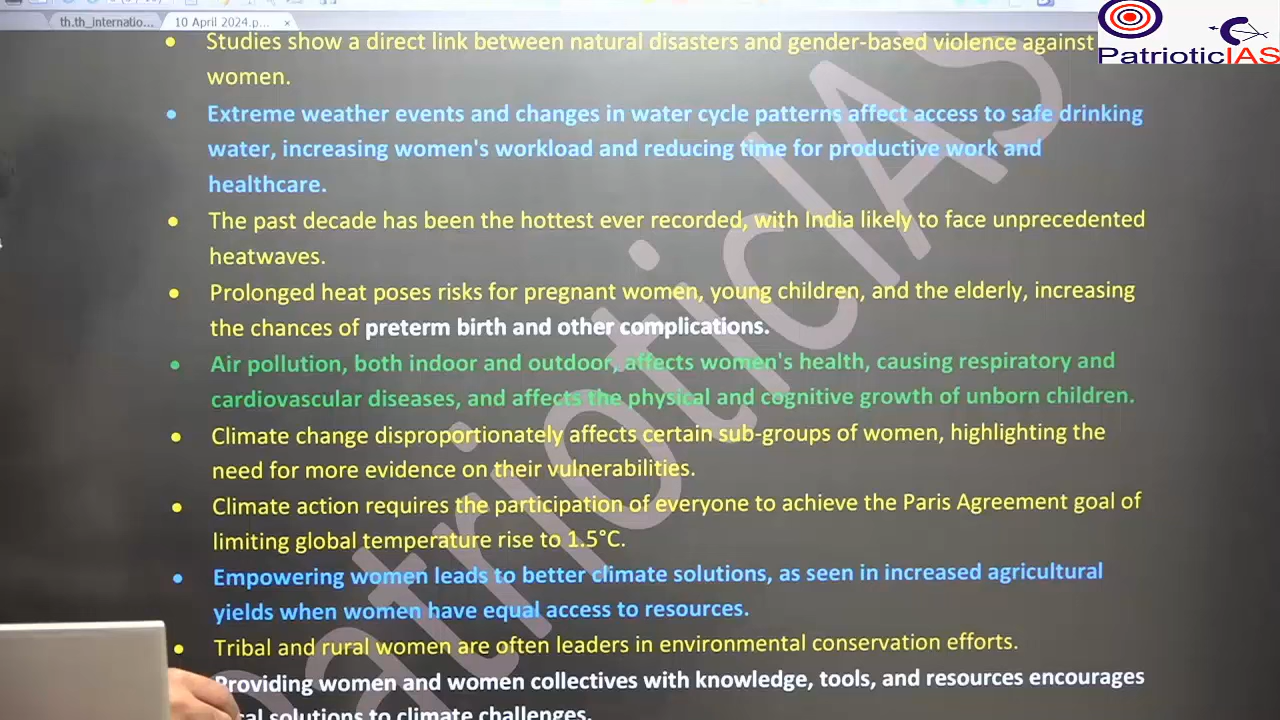 th.th_internatio...
10 April 2024.p...
×
PatrioticIAS
• Studies show a direct link between natural disasters and gender-based violence against
women.
• Extreme weather events and changes in water cycle patterns affect access to safe drinking
water, increasing women's workload and reducing time for productive work and
healthcare.
• The past decade has been the hottest ever recorded, with India likely to face unprecedented
heatwaves.
• Prolonged heat poses risks for pregnant women, young children, and the elderly, increasing
the chances of preterm birth and other complications.
• Air pollution, both indoor and outdoor, affects women's health, causing respiratory and
cardiovascular diseases, and affects the physical and cognitive growth of unborn children.
• Climate change disproportionately affects certain sub-groups of women, highlighting the
need for more evidence on their vulnerabilities.
• Climate action requires the participation of everyone to achieve the Paris Agreement goal of
limiting global temperature rise to 1.5°C.
• Empowering women leads to better climate solutions, as seen in increased agricultural
yields when women have equal access to resources.
• Tribal and rural women are often leaders in environmental conservation efforts.
Providing women and women collectives with knowledge, tools, and resources encourages
solutions to climate challenges.
PatrioticIAS